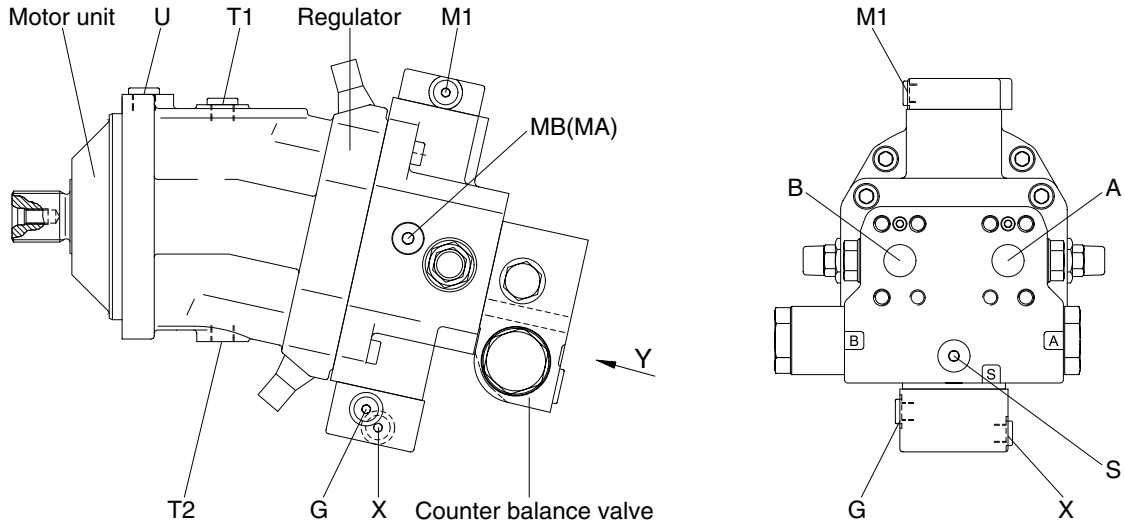 Motor unit U T1 Regulator M1
M1
MB(MA)
B A
B A
S
Y
S
T2 G X Counter balance valve
G X